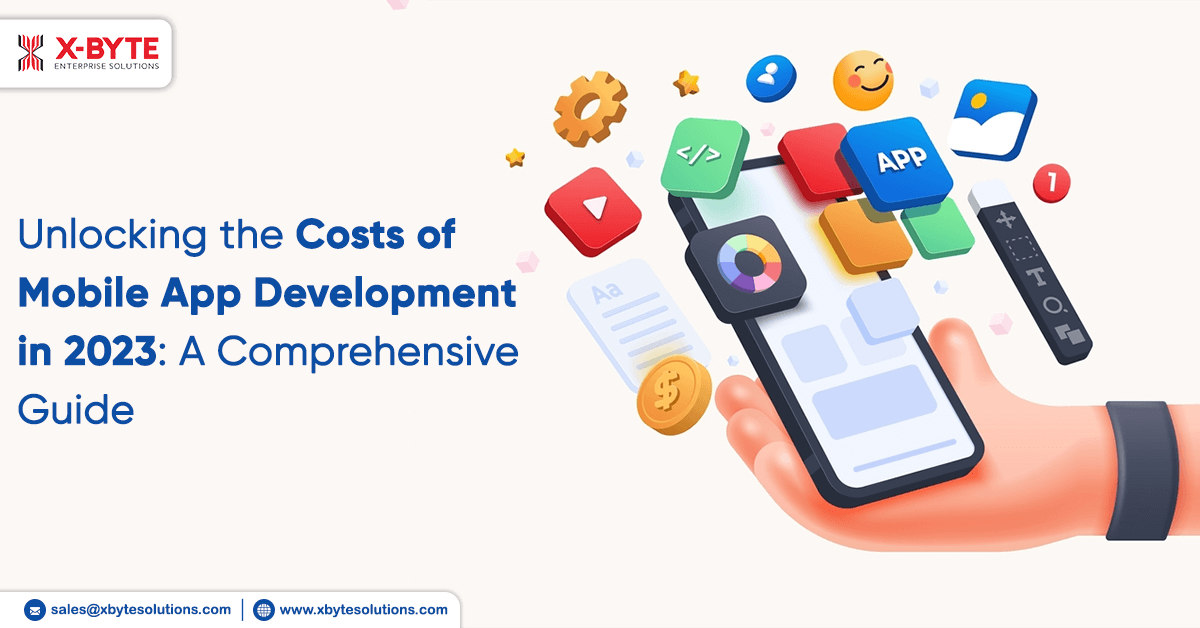 X-BYTE
ENTERPRISE SOLUTIONS
Unlocking the Costs of
Mobile App Development
in 2023: A Comprehensive
Guide
</>
APP
1
Aa
T
$
sales@xbytesolutions.com | www.xbytesolutions.com